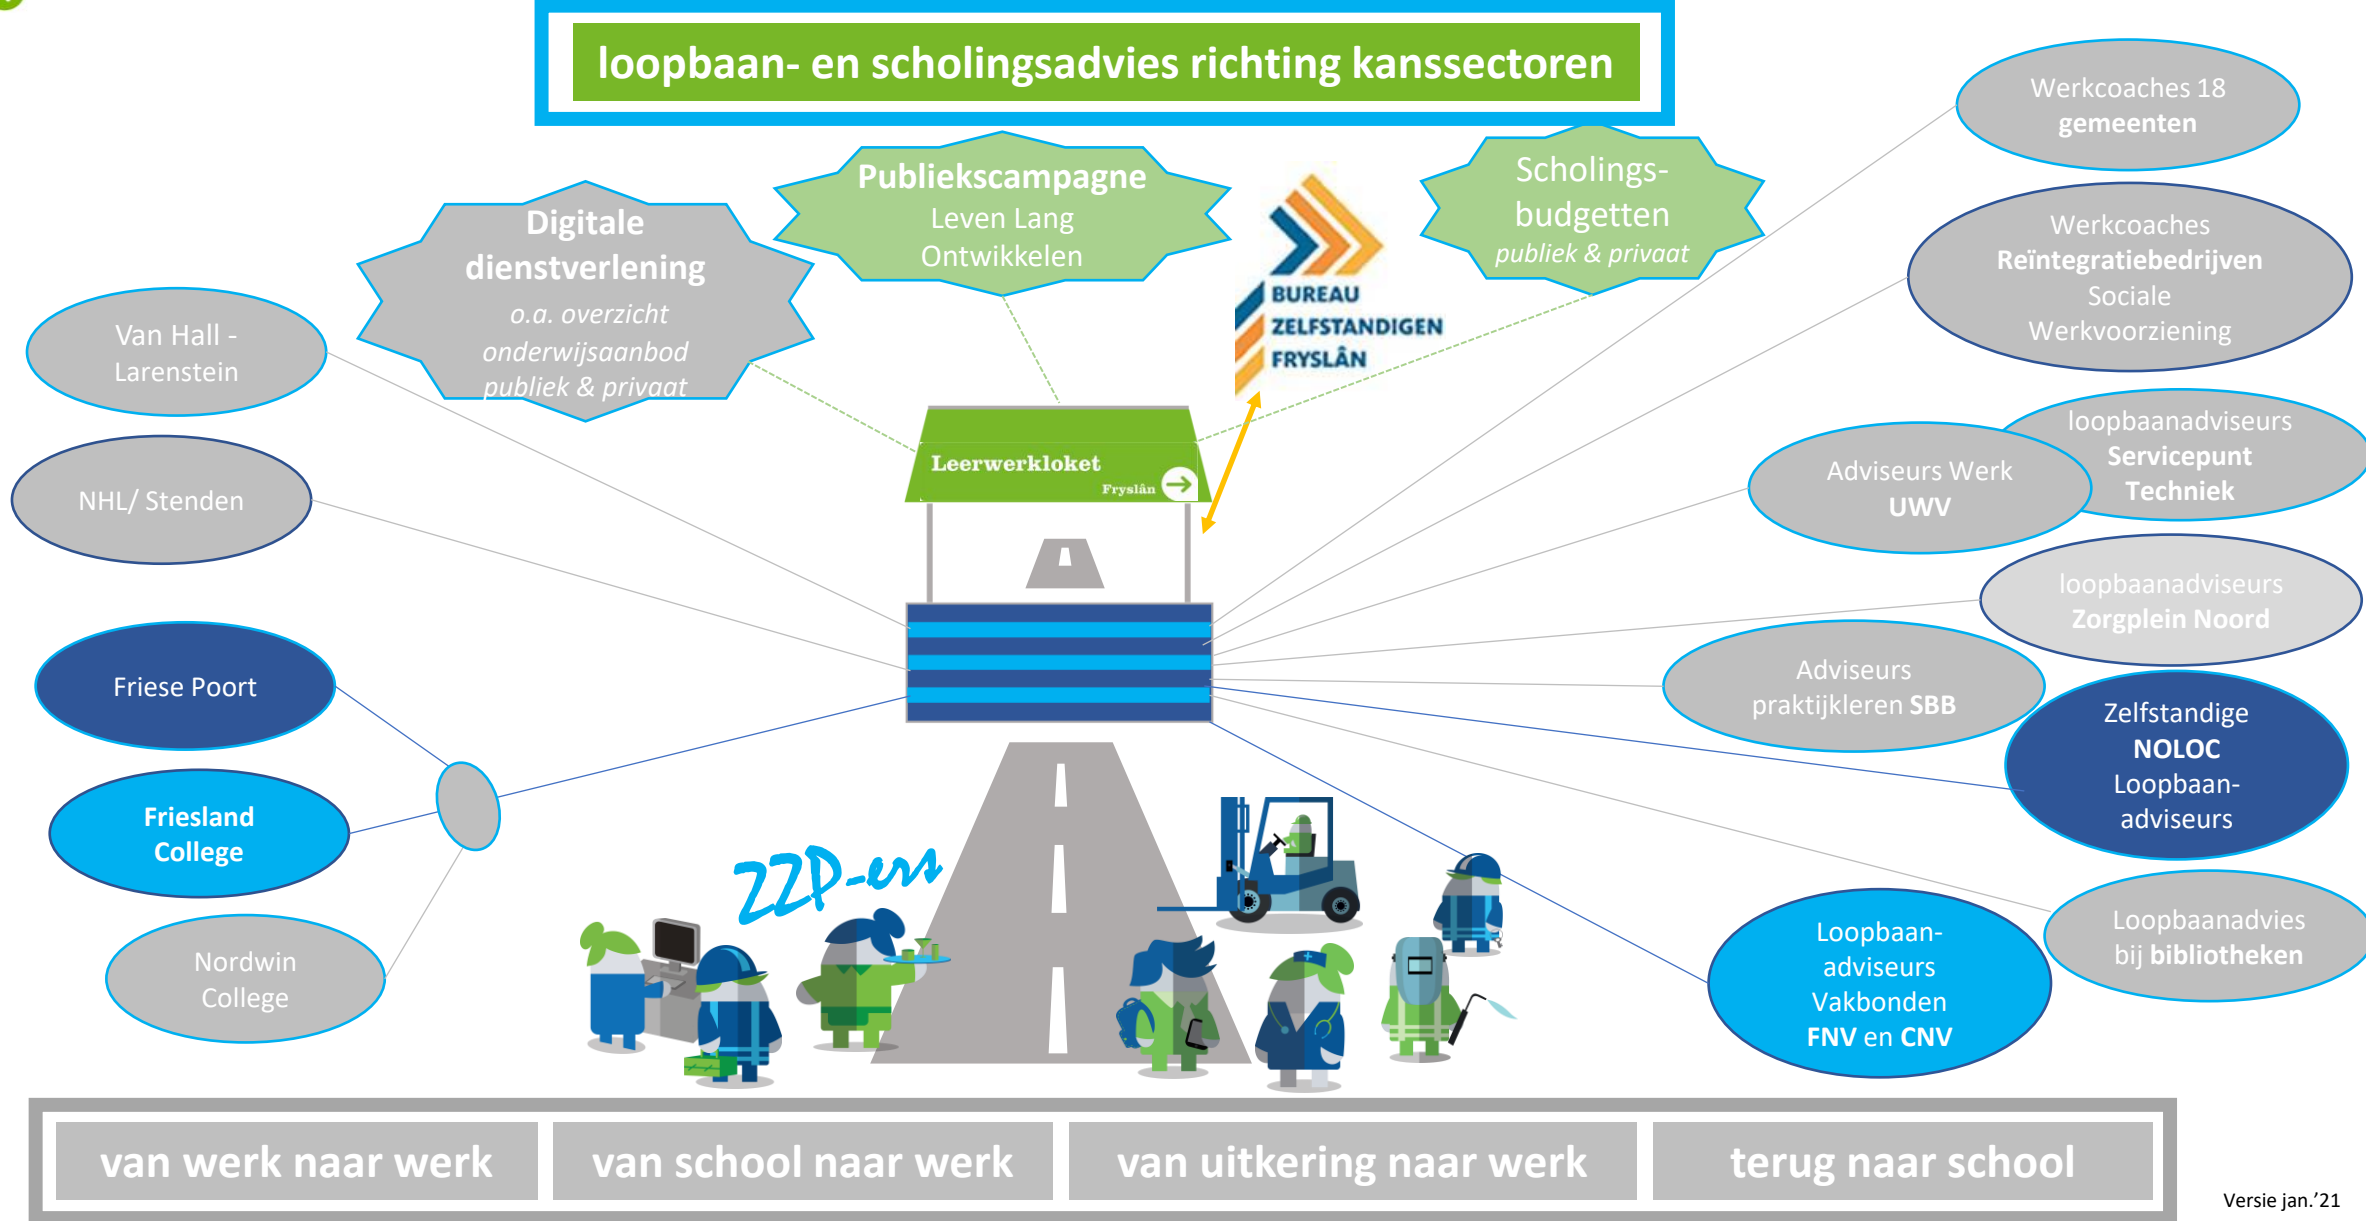 loopbaan- en scholingsadvies richting kanssectoren
Digitale
dienstverlening
o.a. overzicht
onderwijsaanbod
publiek & privaat
Publiekscampagne
Leven Lang
Ontwikkelen
BUREAU
ZELFSTANDIGEN
FRYSLÂN
Scholings-
budgetten
publiek & privaat
Van Hall -
Larenstein
NHL/ Stenden
Friese Poort
Friesland
College
Nordwin
College
Leerwerkloket
Fryslân
ZZP-ers
Werkcoaches 18
gemeenten
Werkcoaches
Reïntegratiebedrijven
Sociale
Werkvoorziening
loopbaanadviseurs
Servicepunt
Techniek
Adviseurs Werk
UWV
loopbaanadviseurs
Zorgplein Noord
Adviseurs
praktijkleren SBB
Zelfstandige
NOLOC
Loopbaan-
adviseurs
Loopbaanadvies
bij bibliotheken
Loopbaan-
adviseurs
Vakbonden
FNV en CNV
van werk naar werk
van school naar werk
van uitkering naar werk
terug naar school
Versie jan.'21